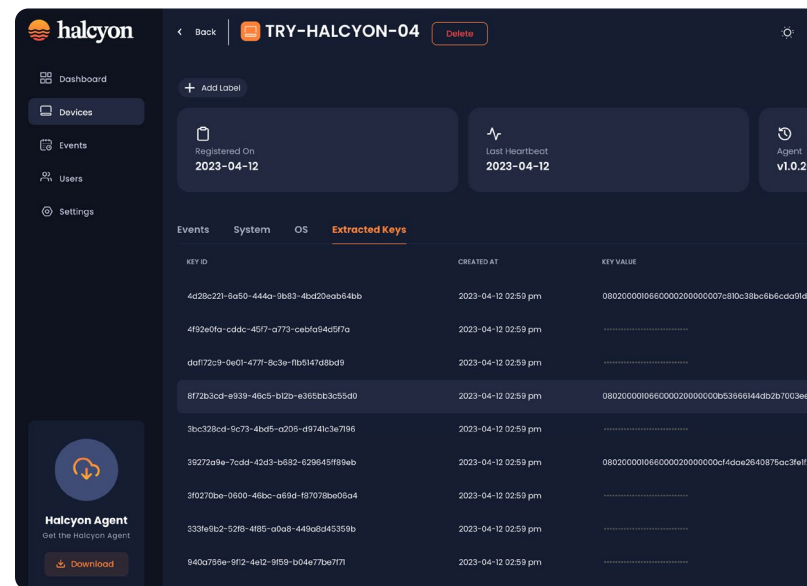 halcyon
Back
TRY-HALCYON-04
Delete
Dashboard
Devices
Events
Users
Settings
Add Label
Registered On
2023-04-12
Last Heartbeat
2023-04-12
Agent
v1.0.2
Events System OS Extracted Keys
KEY ID CREATED AT KEY VALUE
4d28c221-6a50-444a-9b83-4bd20eab64bb 2023-04-12 02:59 pm 0802000010660000200000007c810c38bc6b6cda91d
4f92e0fa-cddc-45f7-a773-cebfa94d5f7a 2023-04-12 02:59 pm
daf172c9-0e01-477f-8c3e-f1b5147d8bd9 2023-04-12 02:59 pm
8f72b3cd-e939-46c5-b12b-e365bb3c55d0 2023-04-12 02:59 pm 080200001066000020000000b53666144db2b7003ee
3bc328cd-9c73-4bd5-a206-d9741c3e7196 2023-04-12 02:59 pm
39272a9e-7cdd-42d3-b682-629645ff89eb 2023-04-12 02:59 pm 080200001066000020000000cf4dae2640875ac3fe1f
3f0270be-0600-46bc-a69d-f87078be06a4 2023-04-12 02:59 pm
333fe9b2-52f8-4f85-a0a8-449a8d45359b 2023-04-12 02:59 pm
940a766e-9f12-4e12-9f59-b04e77be7f71 2023-04-12 02:59 pm
Halcyon Agent
Get the Halcyon Agent
Download